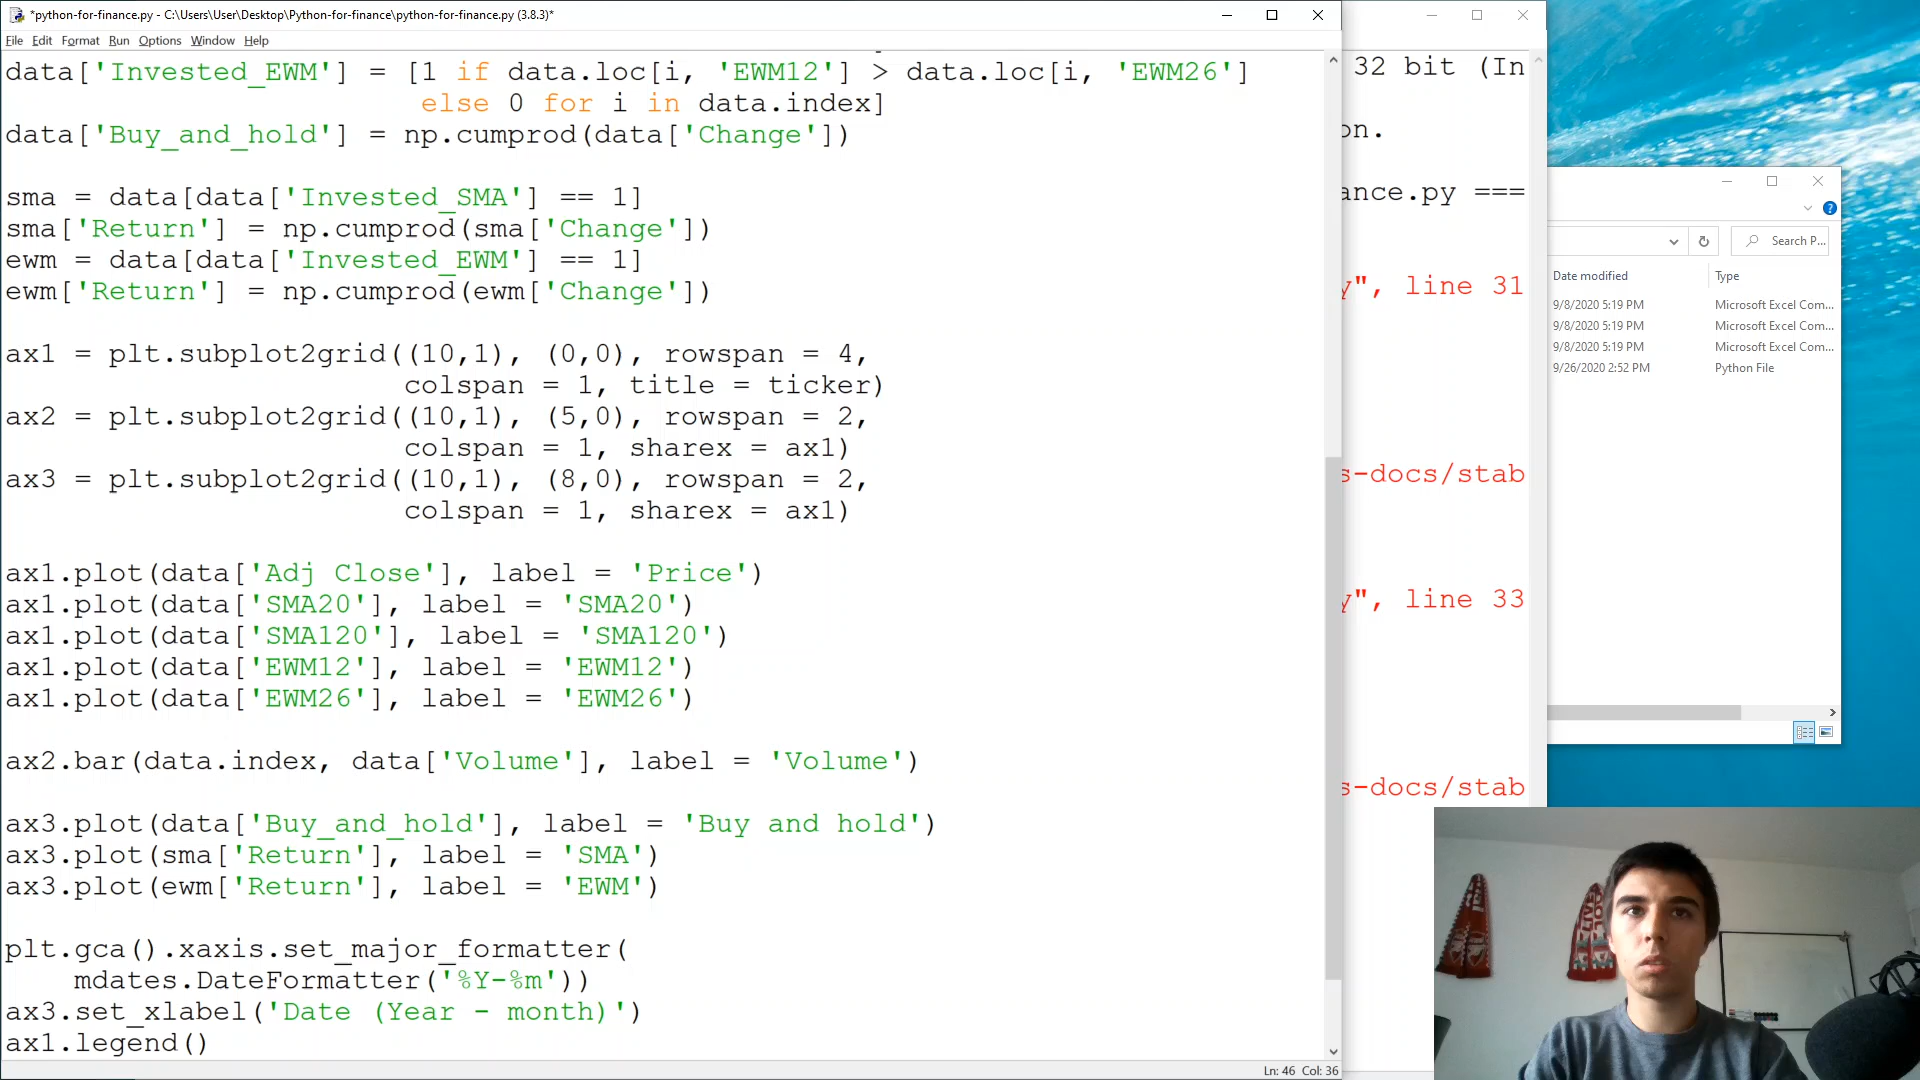 *python-for-finance.py - C:\Users\User\Desktop\Python-for-finance\python-for-finance.py (3.8.3)*
File Edit Format Run Options Window Help
data['Invested_EWM'] = [1 if data.loc[i, 'EWM12'] > data.loc[i, 'EWM26']
else 0 for i in data.index]
data['Buy_and_hold'] = np.cumprod(data['Change'])
sma = data[data['Invested_SMA'] == 1]
sma['Return'] = np.cumprod(sma['Change'])
ewm = data[data['Invested_EWM'] == 1]
ewm['Return'] = np.cumprod(ewm['Change'])
ax1 = plt.subplot2grid((10,1), (0,0), rowspan = 4,
colspan = 1, title = ticker)
ax2 = plt.subplot2grid((10,1), (5,0), rowspan = 2,
colspan = 1, sharex = ax1)
ax3 = plt.subplot2grid((10,1), (8,0), rowspan = 2,
colspan = 1, sharex = ax1)
ax1.plot(data['Adj Close'], label = 'Price')
ax1.plot(data['SMA20'], label = 'SMA20')
ax1.plot(data['SMA120'], label = 'SMA120')
ax1.plot(data['EWM12'], label = 'EWM12')
ax1.plot(data['EWM26'], label = 'EWM26')
ax2.bar(data.index, data['Volume'], label = 'Volume')
ax3.plot(data['Buy_and_hold'], label = 'Buy and hold')
ax3.plot(sma['Return'], label = 'SMA')
ax3.plot(ewm['Return'], label = 'EWM')
plt.gca().xaxis.set_major_formatter(
mdates.DateFormatter('%Y-%m'))
ax3.set_xlabel('Date (Year - month)')
ax1.legend()
Ln: 46 Col: 36
32 bit (In
on.
ance.py ===
y", line 31
s-docs/stab
y", line 33
s-docs/stab
Search P...
Date modified Type
9/8/2020 5:19 PM Microsoft Excel Com...
9/8/2020 5:19 PM Microsoft Excel Com...
9/8/2020 5:19 PM Microsoft Excel Com...
9/26/2020 2:52 PM Python File